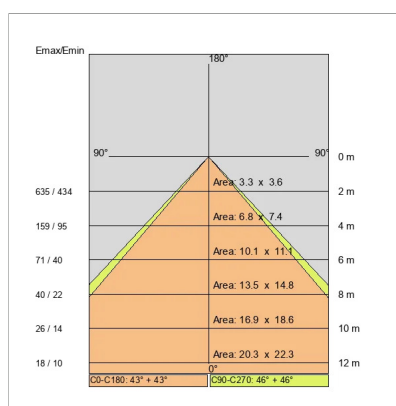 Emax/Emin
180°
90° 90° 0 m
Area: 3.3 x 3.6
635 / 434 2 m
Area: 6.8 x 7.4
159 / 95 4 m
Area: 10.1 x 11.1
71 / 40 6 m
Area: 13.5 x 14.8
40 / 22 8 m
Area: 16.9 x 18.6
26 / 14 10 m
Area: 20.3 x 22.3
18 / 10 12 m
0°
C0-C180: 43° + 43° C90-C270: 46° + 46°